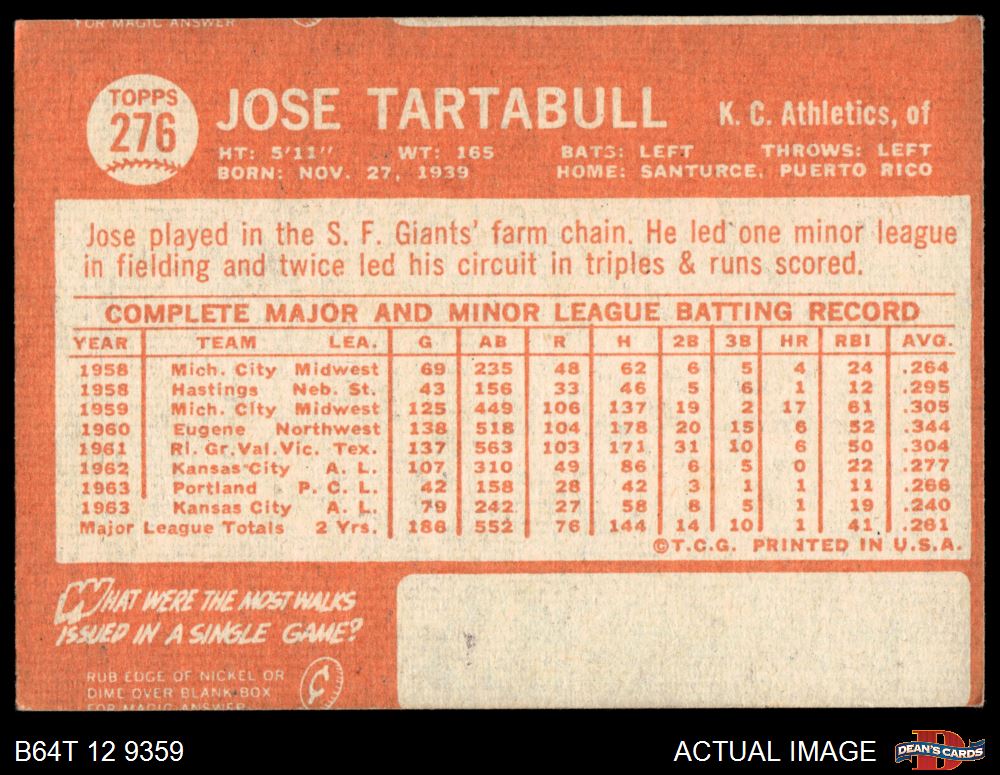 FOR MAGIC ANSWER
TOPPS
276
JOSE TARTABULL
K. C. Athletics, of
HT: 5'11" WT: 165 BATS: LEFT THROWS: LEFT
BORN: NOV. 27, 1939 HOME: SANTURCE, PUERTO RICO
Jose played in the S. F. Giants' farm chain. He led one minor league
in fielding and twice led his circuit in triples & runs scored.
COMPLETE MAJOR AND MINOR LEAGUE BATTING RECORD
YEAR TEAM LEA. G AB R H 2B 3B HR RBI AVG.
1958 Mich. City Midwest 69 235 48 62 6 5 4 24 .264
1958 Hastings Neb. St. 43 156 33 46 5 6 1 12 .295
1959 Mich. City Midwest 125 449 106 137 19 2 17 61 .305
1960 Eugene Northwest 138 518 104 178 20 15 6 52 .344
1961 Ri. Gr. Val. Vic. Tex. 137 563 103 171 31 10 6 50 .304
1962 Kansas City A. L. 107 310 49 86 6 5 0 22 .277
1963 Portland P. C. L. 42 158 28 42 3 1 1 11 .266
1963 Kansas City A. L. 79 242 27 58 8 5 1 19 .240
Major League Totals 2 Yrs. 186 552 76 144 14 10 1 41 .261
©T.C.G. PRINTED IN U.S.A.
WHAT WERE THE MOST WALKS
ISSUED IN A SINGLE GAME?
RUB EDGE OF NICKEL OR
DIME OVER BLANK BOX
FOR MAGIC ANSWER
B64T 12 9359
ACTUAL IMAGE
DEAN'S CARDS